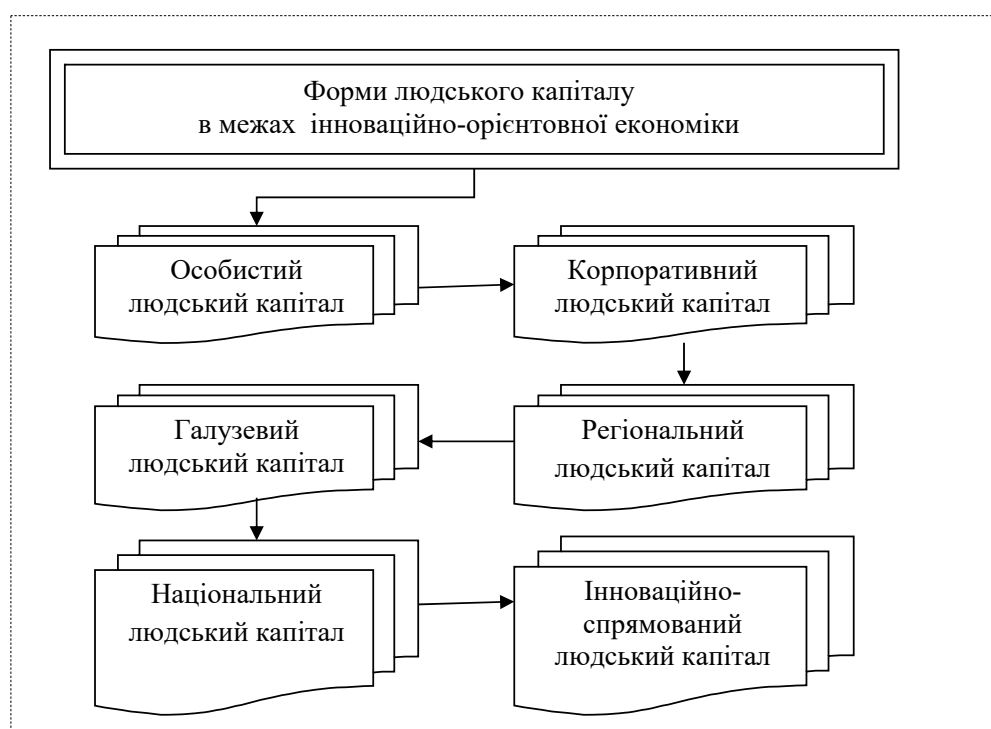 Форми людського капіталу
в межах інноваційно-орієнтовної економіки
Особистий
людський капітал
Корпоративний
людський капітал
Галузевий
людський капітал
Регіональний
людський капітал
Національний
людський капітал
Інноваційно-
спрямований
людський капітал